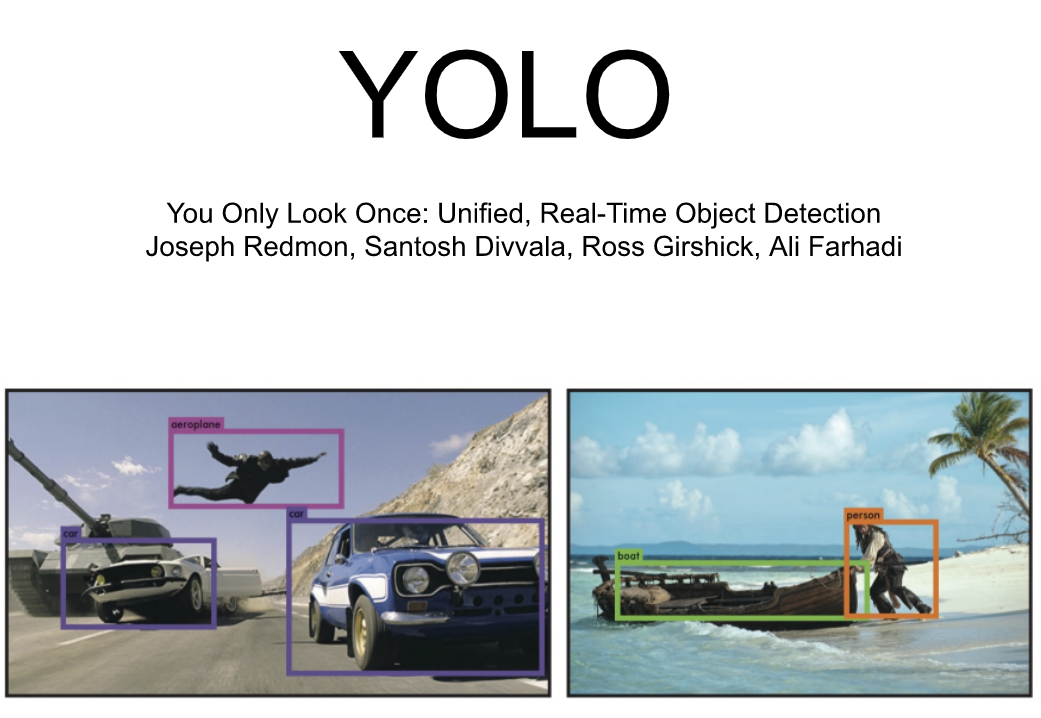 YOLO
You Only Look Once: Unified, Real-Time Object Detection
Joseph Redmon, Santosh Divvala, Ross Girshick, Ali Farhadi
aeroplane
car
car
boat
person